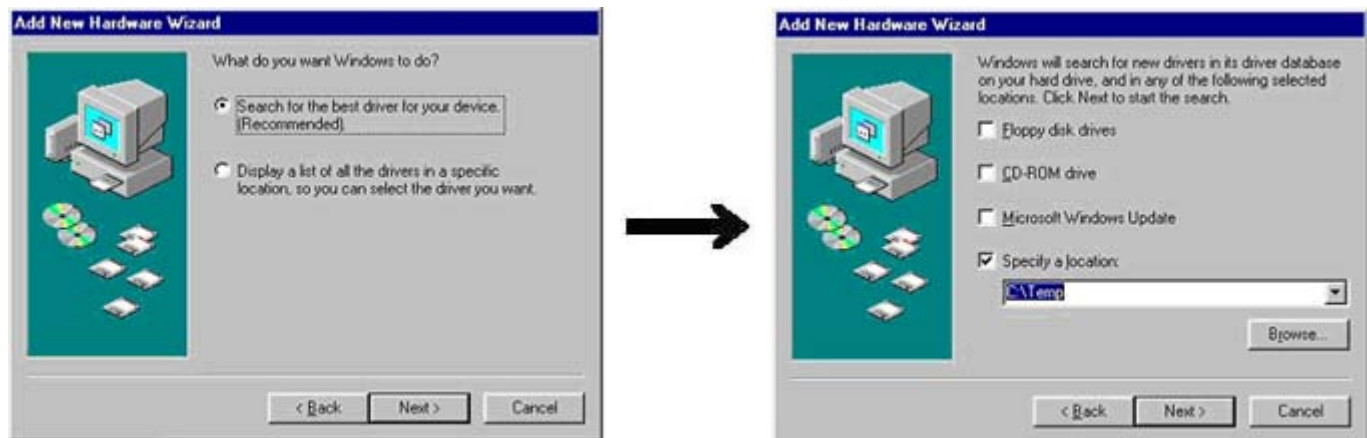 Add New Hardware Wizard
What do you want Windows to do?
Search for the best driver for your device.
(Recommended)
Display a list of all the drivers in a specific
location, so you can select the driver you want.
< Back
Next >
Cancel
Add New Hardware Wizard
Windows will search for new drivers in its driver database
on your hard drive, and in any of the following selected
locations. Click Next to start the search.
Floppy disk drives
CD-ROM drive
Microsoft Windows Update
Specify a location:
C:\Temp
Browse...
< Back
Next >
Cancel